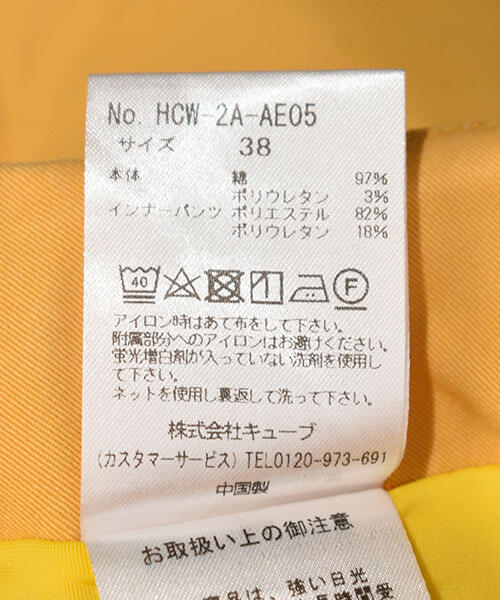 No. HCW-2A-AE05
サイズ 38
本体 綿 97%
ポリウレタン 3%
インナーパンツ ポリエステル 82%
ポリウレタン 18%
40 F
アイロン時はあて布をして下さい。
附属部分へのアイロンはお避けください。
蛍光増白剤が入っていない洗剤を使用し
て下さい。
ネットを使用し裏返して洗って下さい。
株式会社キューブ
(カスタマーサービス) TEL0120-973-691
中国製
お取扱い上の御注意
商品は、強い日光
長時間受